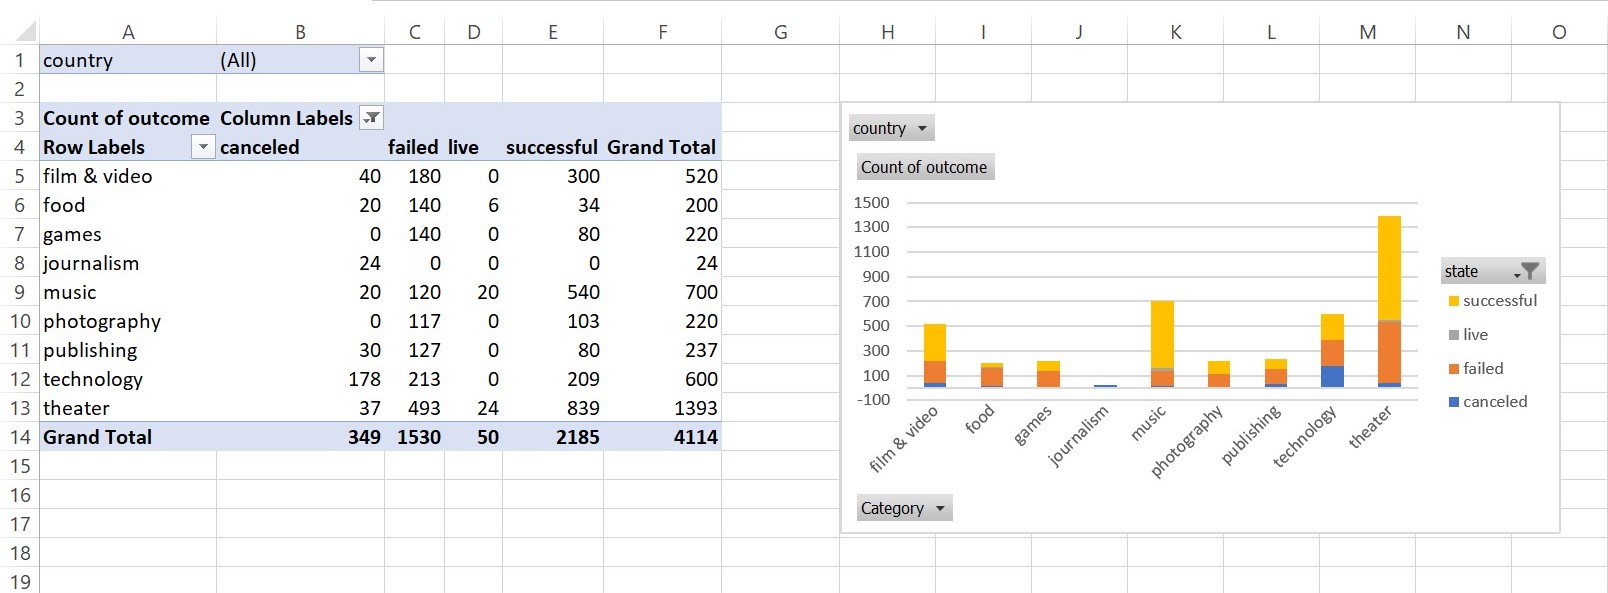 A B C D E F G H I J K L M N O
1 country (All)
2
3 Count of outcome Column Labels
4 Row Labels canceled failed live successful Grand Total
5 film & video 40 180 0 300 520
6 food 20 140 6 34 200
7 games 0 140 0 80 220
8 journalism 24 0 0 0 24
9 music 20 120 20 540 700
10 photography 0 117 0 103 220
11 publishing 30 127 0 80 237
12 technology 178 213 0 209 600
13 theater 37 493 24 839 1393
14 Grand Total 349 1530 50 2185 4114
15
16
17
18
19
country
Count of outcome
1500
1300
1100
900
700
500
300
100
-100
film & video
food
games
journalism
music
photography
publishing
technology
theater
state
successful
live
failed
canceled
Category